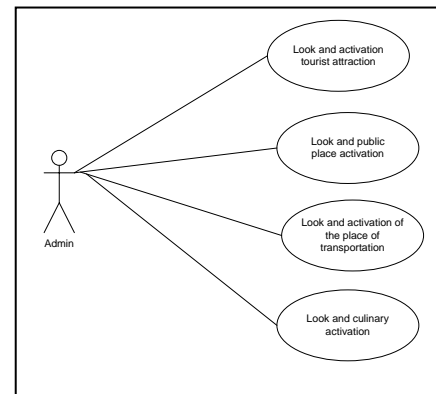 Look and activation
tourist attraction
Look and public
place activation
Admin
Look and activation of
the place of
transportation
Look and culinary
activation